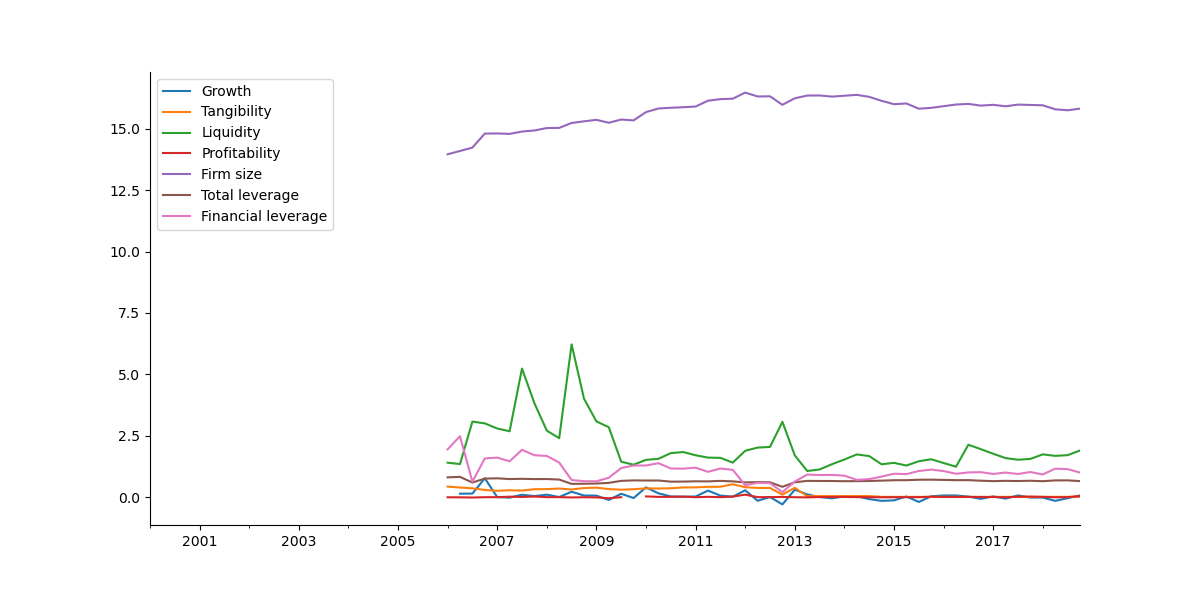 Growth
Tangibility
Liquidity
Profitability
Firm size
Total leverage
Financial leverage
15.0
12.5
10.0
7.5
5.0
2.5
0.0
2001 2003 2005 2007 2009 2011 2013 2015 2017